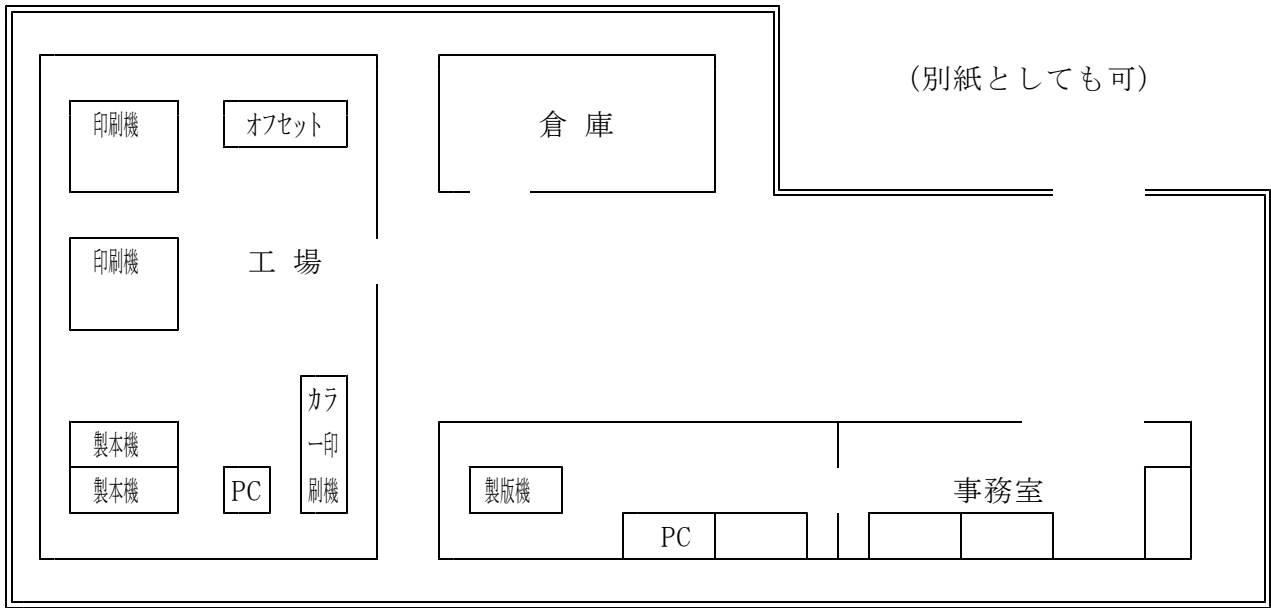 (別紙としても可)
印刷機
オフセット
倉 庫
印刷機
工 場
カラ
ー印
刷機
製本機
製本機
PC
製版機
PC
事務室